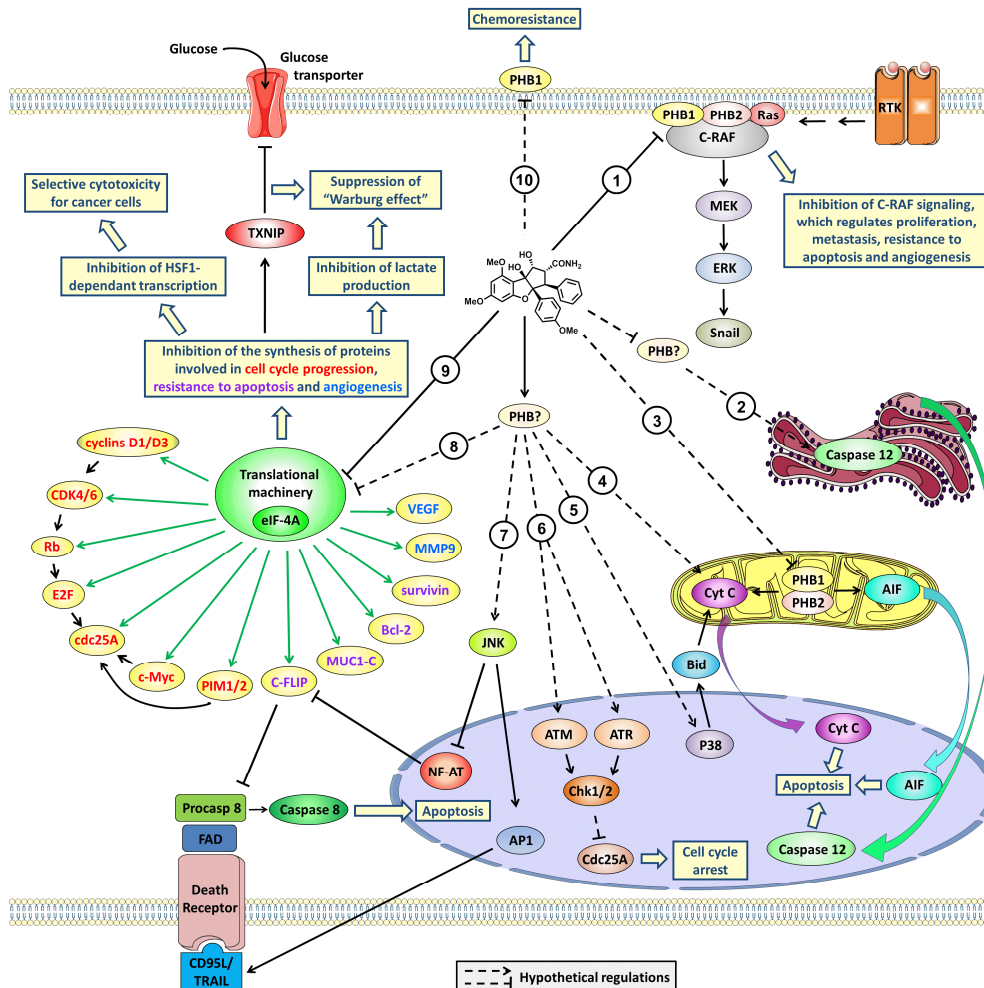 Chemoresistance
Glucose
Glucose
transporter
PHB1
RTK
PHB1
PHB2
Ras
C-RAF
10
1
Selective cytotoxicity
for cancer cells
Suppression of
“Warburg effect”
MEK
Inhibition of C-RAF signaling,
which regulates proliferation,
metastasis, resistance to
apoptosis and angiogenesis
TXNIP
Inhibition of HSF1-
dependant transcription
Inhibition of lactate
production
MeO
HO
HO
CONH2
MeO
O
OMe
ERK
Snail
PHB?
Inhibition of the synthesis of proteins
involved in cell cycle progression,
resistance to apoptosis and angiogenesis
9
2
3
PHB?
8
cyclins D1/D3
Translational
machinery
eIF-4A
Caspase 12
CDK4/6
VEGF
4
5
6
7
Rb
MMP9
E2F
survivin
Cyt C
PHB1
PHB2
AIF
cdc25A
Bcl-2
JNK
c-Myc
PIM1/2
C-FLIP
MUC1-C
Bid
ATM
ATR
P38
Cyt C
NF-AT
Chk1/2
Apoptosis
AIF
Procasp 8
Caspase 8
Apoptosis
FAD
AP1
Cdc25A
Cell cycle
arrest
Caspase 12
Death
Receptor
CD95L/
TRAIL
Hypothetical regulations